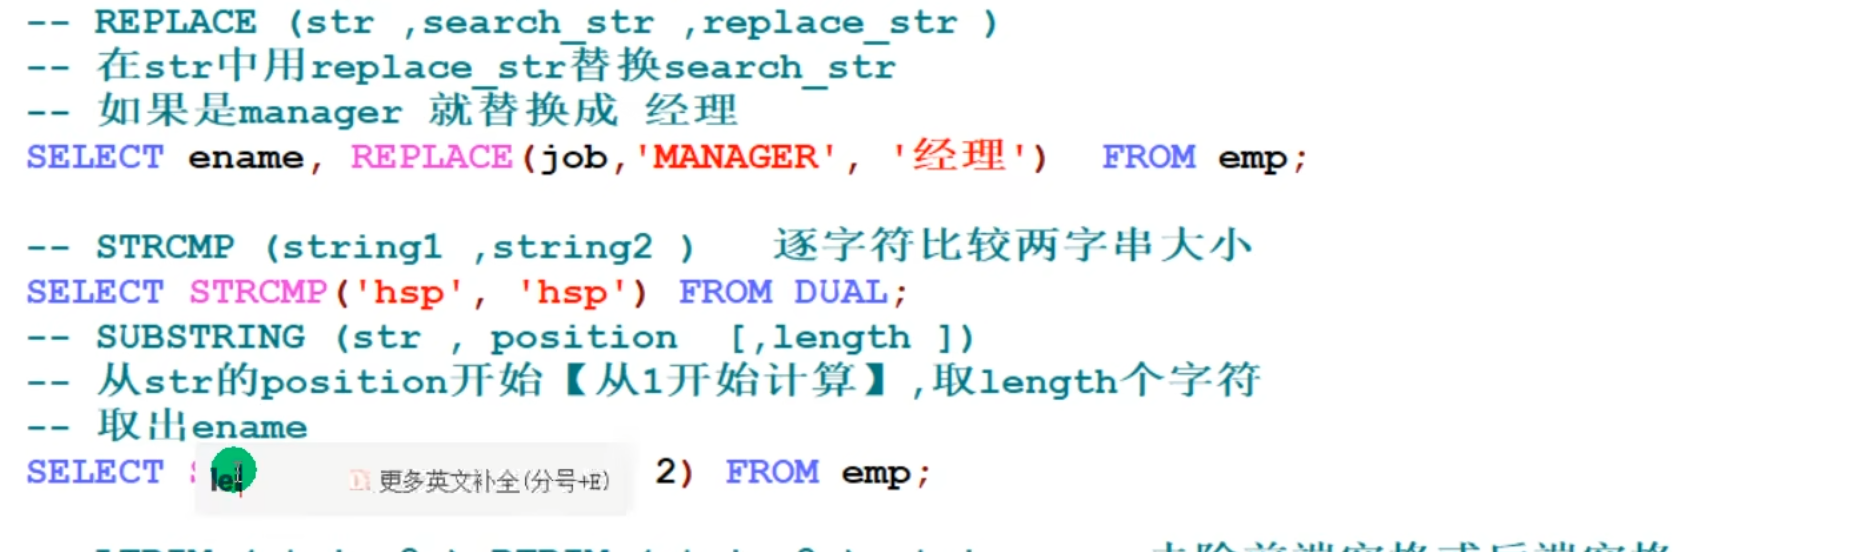 -- REPLACE (str ,search_str ,replace_str )
-- 在str中用replace_str替换search_str
-- 如果是manager 就替换成 经理
SELECT ename, REPLACE(job,'MANAGER', '经理') FROM emp;
-- STRCMP (string1 ,string2 ) 逐字符比较两字串大小
SELECT STRCMP('hsp', 'hsp') FROM DUAL;
-- SUBSTRING (str , position [,length ])
-- 从str的position开始【从1开始计算】,取length个字符
-- 取出ename
SELECT 更多英文补全(分号+E) 2) FROM emp;